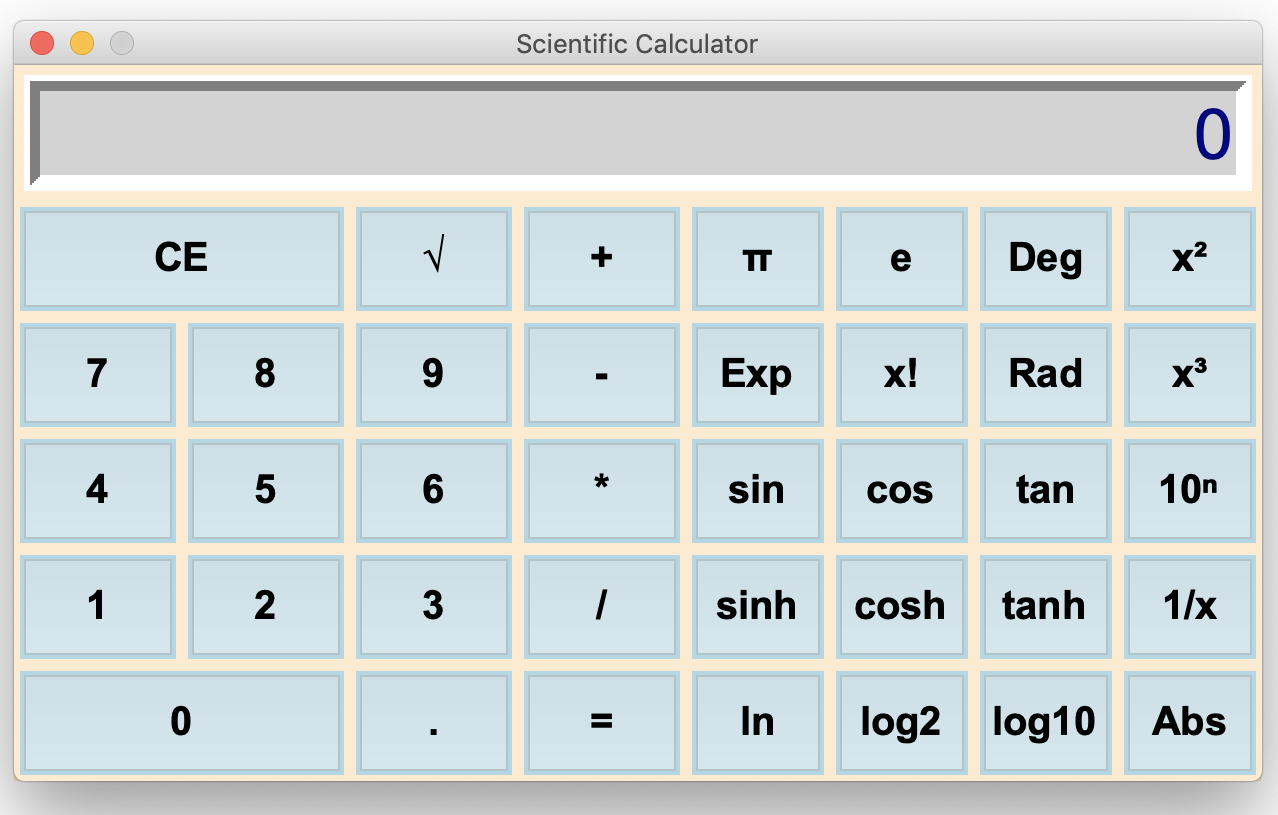 Scientific Calculator
0
CE √ + π e Deg x²
7 8 9 - Exp x! Rad x³
4 5 6 * sin cos tan 10ⁿ
1 2 3 / sinh cosh tanh 1/x
0 . = ln log2 log10 Abs